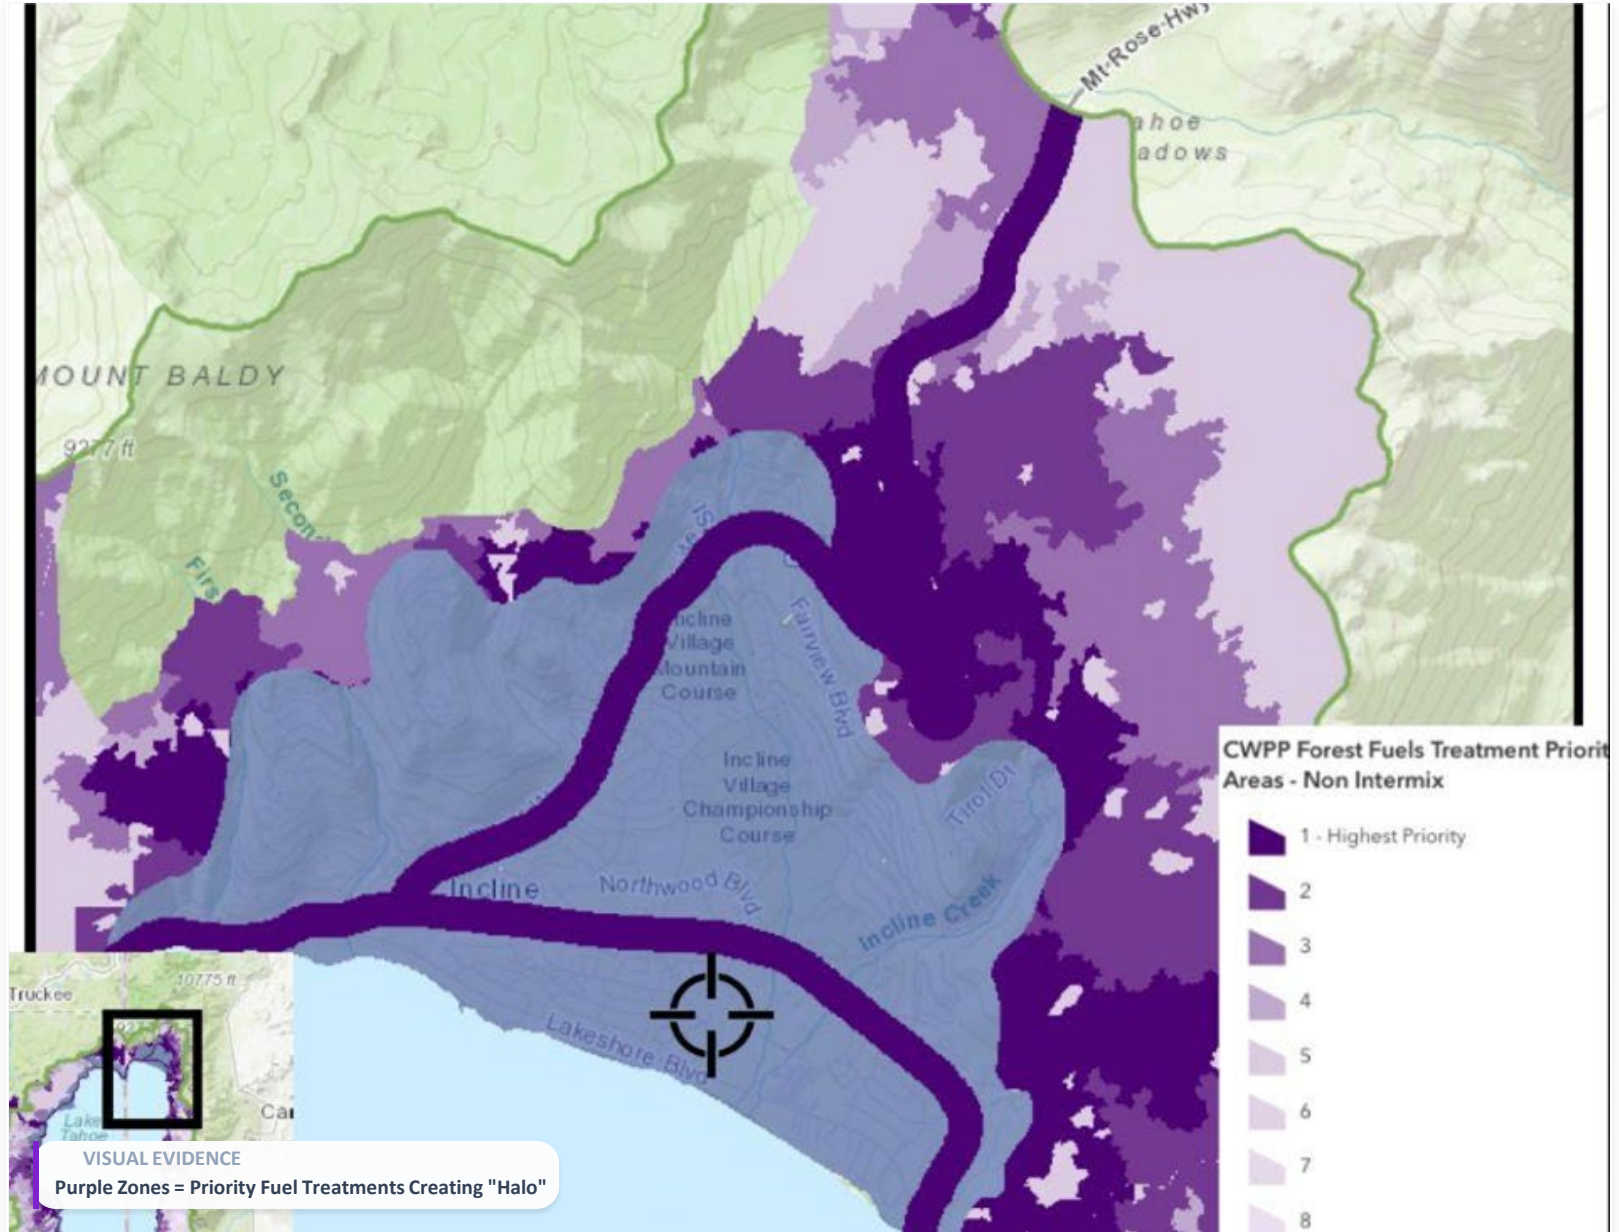 Mt-Rose-Hwy
ahoe
adows
MOUNT BALDY
9277 ft
Second
Firs
Fairview Blvd
ncline
Village
Mountain
Course
Incline
Village
Championship
Course
Tirol Dr
Incline
Northwood Blvd
Incline Creek
Lakeshore Blvd
CWPP Forest Fuels Treatment Priorit
Areas - Non Intermix
1 - Highest Priority
2
3
4
5
6
7
8
10775 ft
Truckee
Lake
Tahoe
VISUAL EVIDENCE
Purple Zones = Priority Fuel Treatments Creating "Halo"